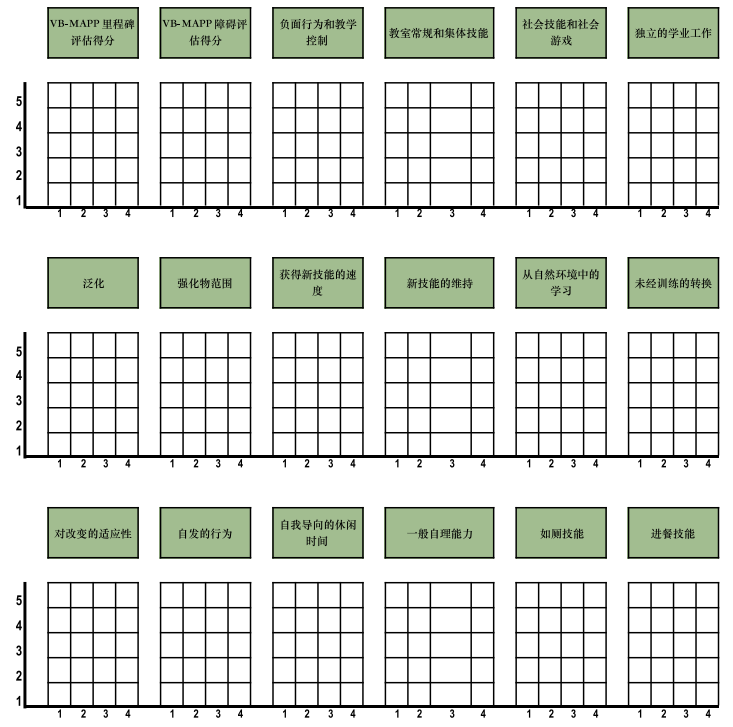 VB-MAPP 里程碑
评估得分
VB-MAPP 障碍评
估得分
负面行为和教学
控制
教室常规和集体技能
社会技能和社会
游戏
独立的学业工作
5
4
3
2
1
1 2 3 4 1 2 3 4 1 2 3 4 1 2 3 4 1 2 3 4 1 2 3 4
泛化
强化物范围
获得新技能的速
度
新技能的维持
从自然环境中的
学习
未经训练的转换
5
4
3
2
1
1 2 3 4 1 2 3 4 1 2 3 4 1 2 3 4 1 2 3 4 1 2 3 4
对改变的适应性
自发的行为
自我导向的休闲
时间
一般自理能力
如厕技能
进餐技能
5
4
3
2
1
1 2 3 4 1 2 3 4 1 2 3 4 1 2 3 4 1 2 3 4 1 2 3 4